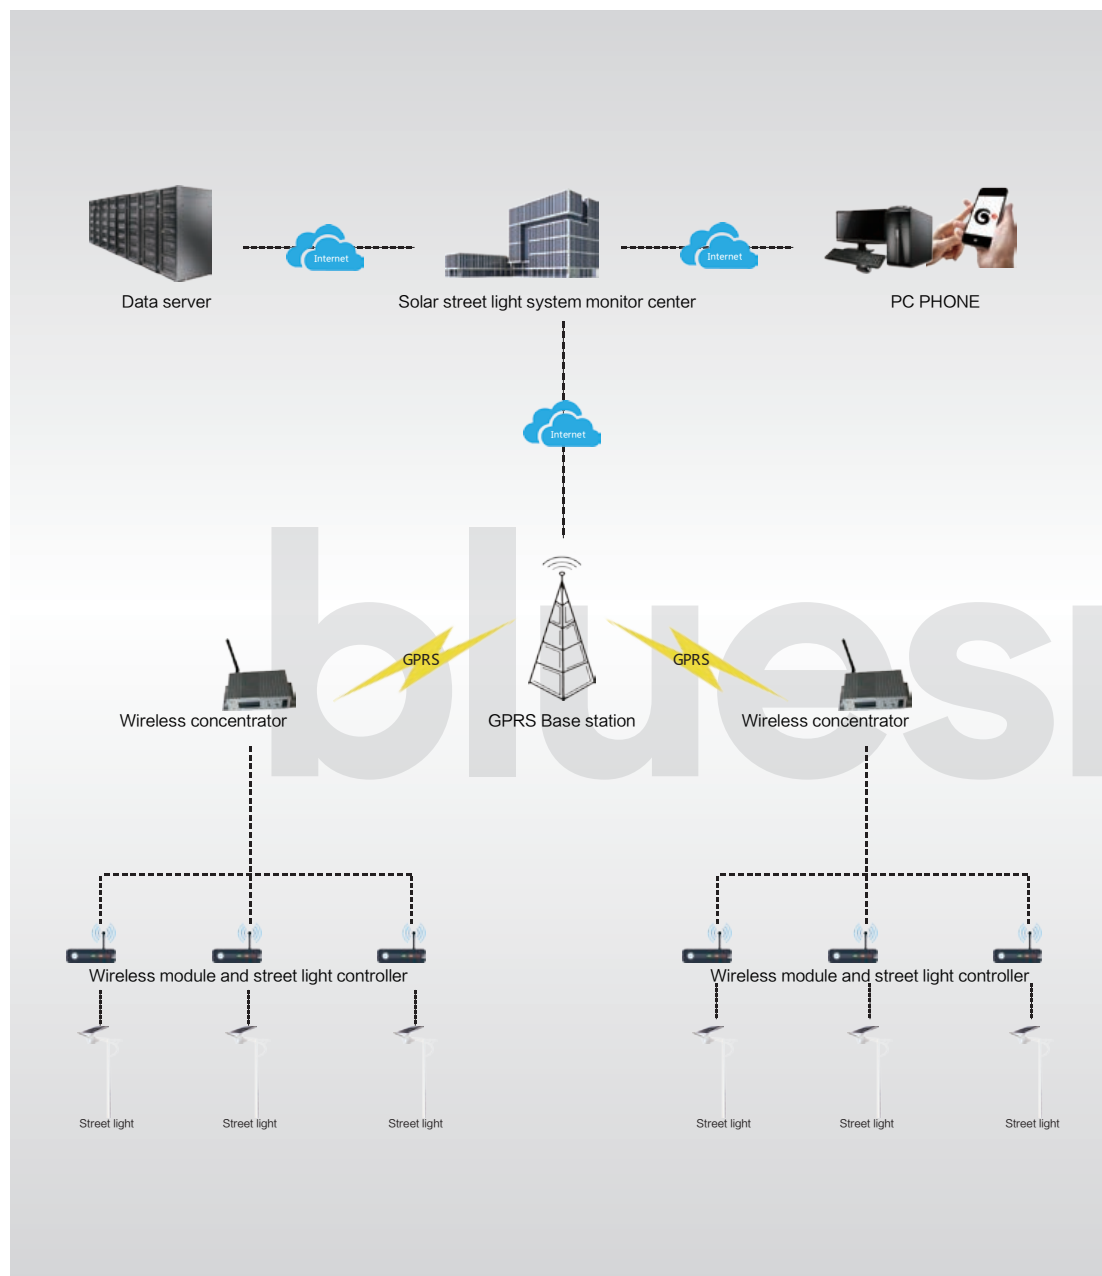 Internet
Internet
Data server
Solar street light system monitor center
PC PHONE
Internet
blues
GPRS
GPRS
Wireless concentrator
GPRS Base station
Wireless concentrator
Wireless module and street light controller
Wireless module and street light controller
Street light
Street light
Street light
Street light
Street light
Street light